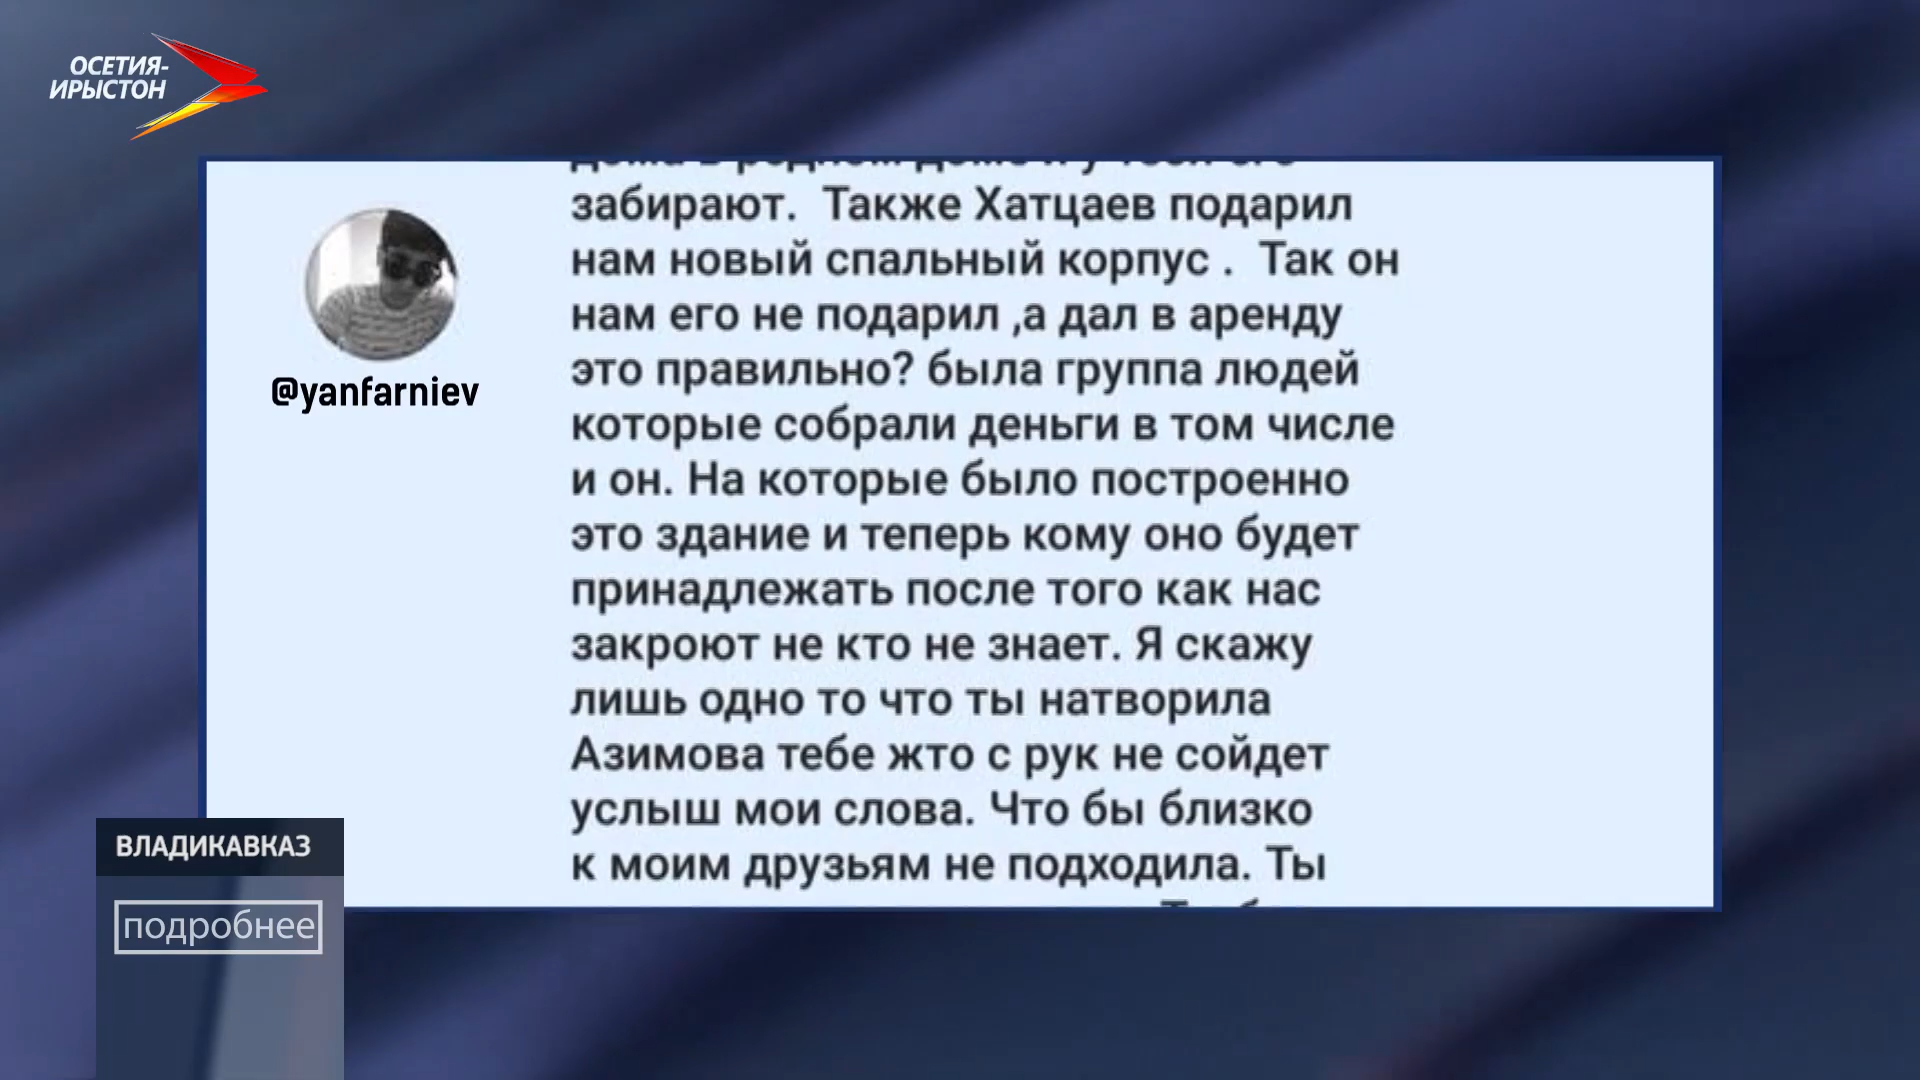 ОСЕТИЯ-
ИРЫСТОН
забирают. Также Хатцаев подарил
нам новый спальный корпус . Так он
нам его не подарил ,а дал в аренду
это правильно? была группа людей
которые собрали деньги в том числе
и он. На которые было построенно
это здание и теперь кому оно будет
принадлежать после того как нас
закроют не кто не знает. Я скажу
лишь одно то что ты натворила
Азимова тебе жто с рук не сойдет
услыш мои слова. Что бы близко
к моим друзьям не подходила. Ты
@yanfarniev
ВЛАДИКАВКАЗ
подробнее